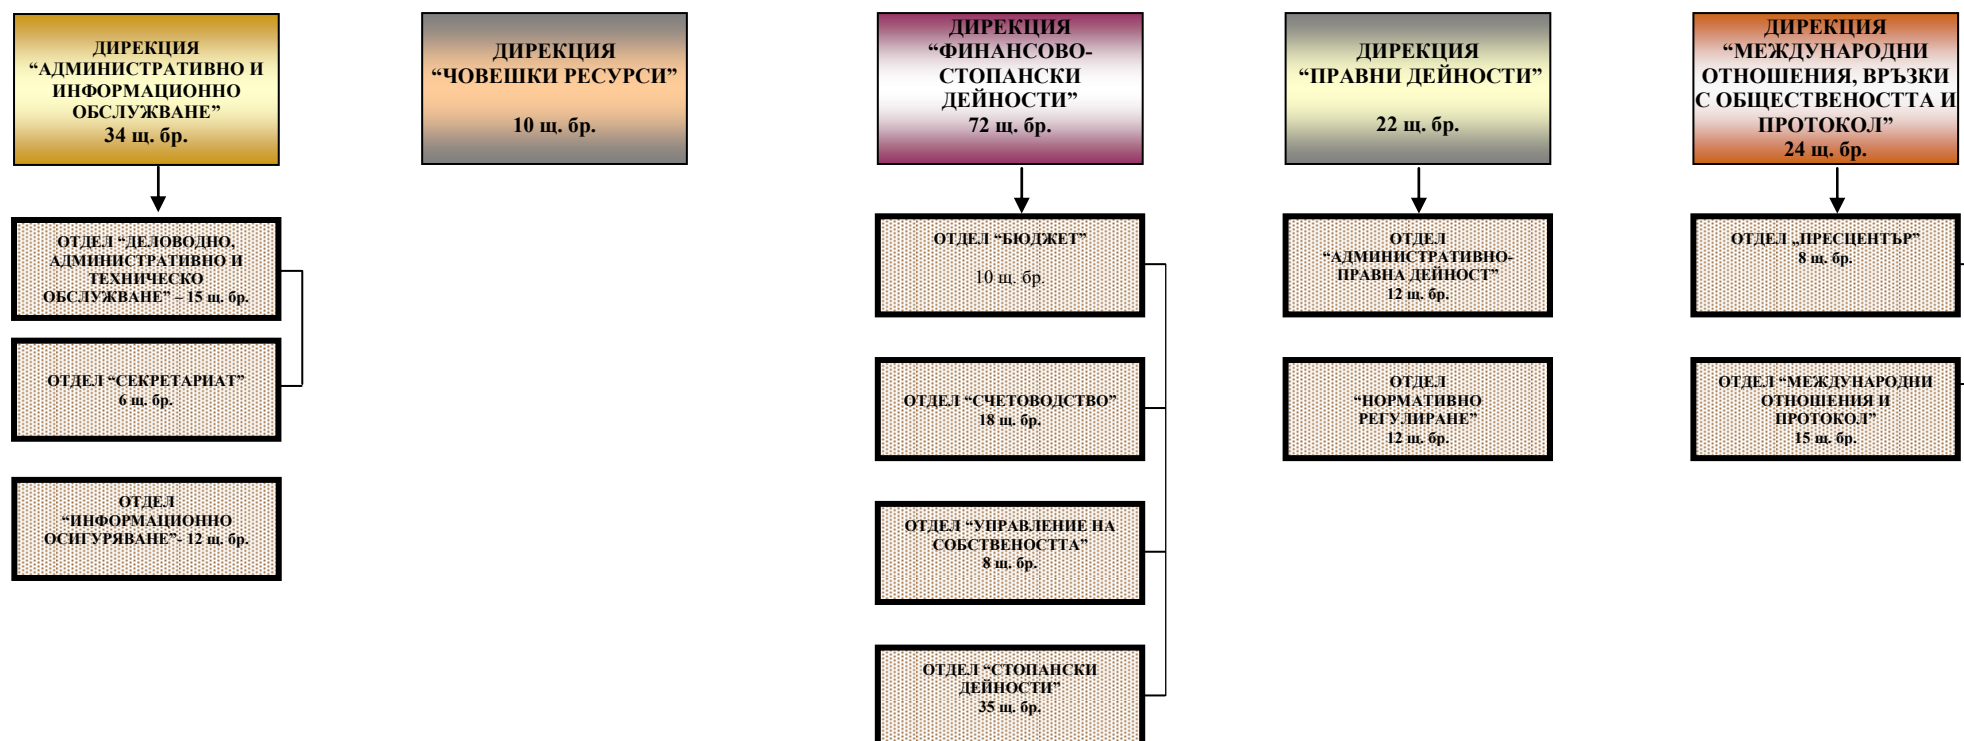 ДИРЕКЦИЯ
“АДМИНИСТРАТИВНО И
ИНФОРМАЦИОННО
ОБСЛУЖВАНЕ”
34 щ. бр.
ДИРЕКЦИЯ
“ЧОВЕШКИ РЕСУРСИ”
10 щ. бр.
ДИРЕКЦИЯ
“ФИНАНСОВО-
СТОПАНСКИ
ДЕЙНОСТИ”
72 щ. бр.
ДИРЕКЦИЯ
“ПРАВНИ ДЕЙНОСТИ”
22 щ. бр.
ДИРЕКЦИЯ
“МЕЖДУНАРОДНИ
ОТНОШЕНИЯ, ВРЪЗКИ
С ОБЩЕСТВЕНОСТТА И
ПРОТОКОЛ”
24 щ. бр.
ОТДЕЛ “ДЕЛОВОДНО,
АДМИНИСТРАТИВНО И
ТЕХНИЧЕСКО
ОБСЛУЖВАНЕ” – 15 щ. бр.
ОТДЕЛ “СЕКРЕТАРИАТ”
6 щ. бр.
ОТДЕЛ
“ИНФОРМАЦИОННО
ОСИГУРЯВАНЕ”- 12 щ. бр.
ОТДЕЛ “БЮДЖЕТ”
10 щ. бр.
ОТДЕЛ “СЧЕТОВОДСТВО”
18 щ. бр.
ОТДЕЛ “УПРАВЛЕНИЕ НА
СОБСТВЕНОСТТА”
8 щ. бр.
ОТДЕЛ “СТОПАНСКИ
ДЕЙНОСТИ”
35 щ. бр.
ОТДЕЛ
“АДМИНИСТРАТИВНО-
ПРАВНА ДЕЙНОСТ”
12 щ. бр.
ОТДЕЛ
“НОРМАТИВНО
РЕГУЛИРАНЕ”
12 щ. бр.
ОТДЕЛ „ПРЕСЦЕНТЪР”
8 щ. бр.
ОТДЕЛ “МЕЖДУНАРОДНИ
ОТНОШЕНИЯ И
ПРОТОКОЛ”
15 щ. бр.